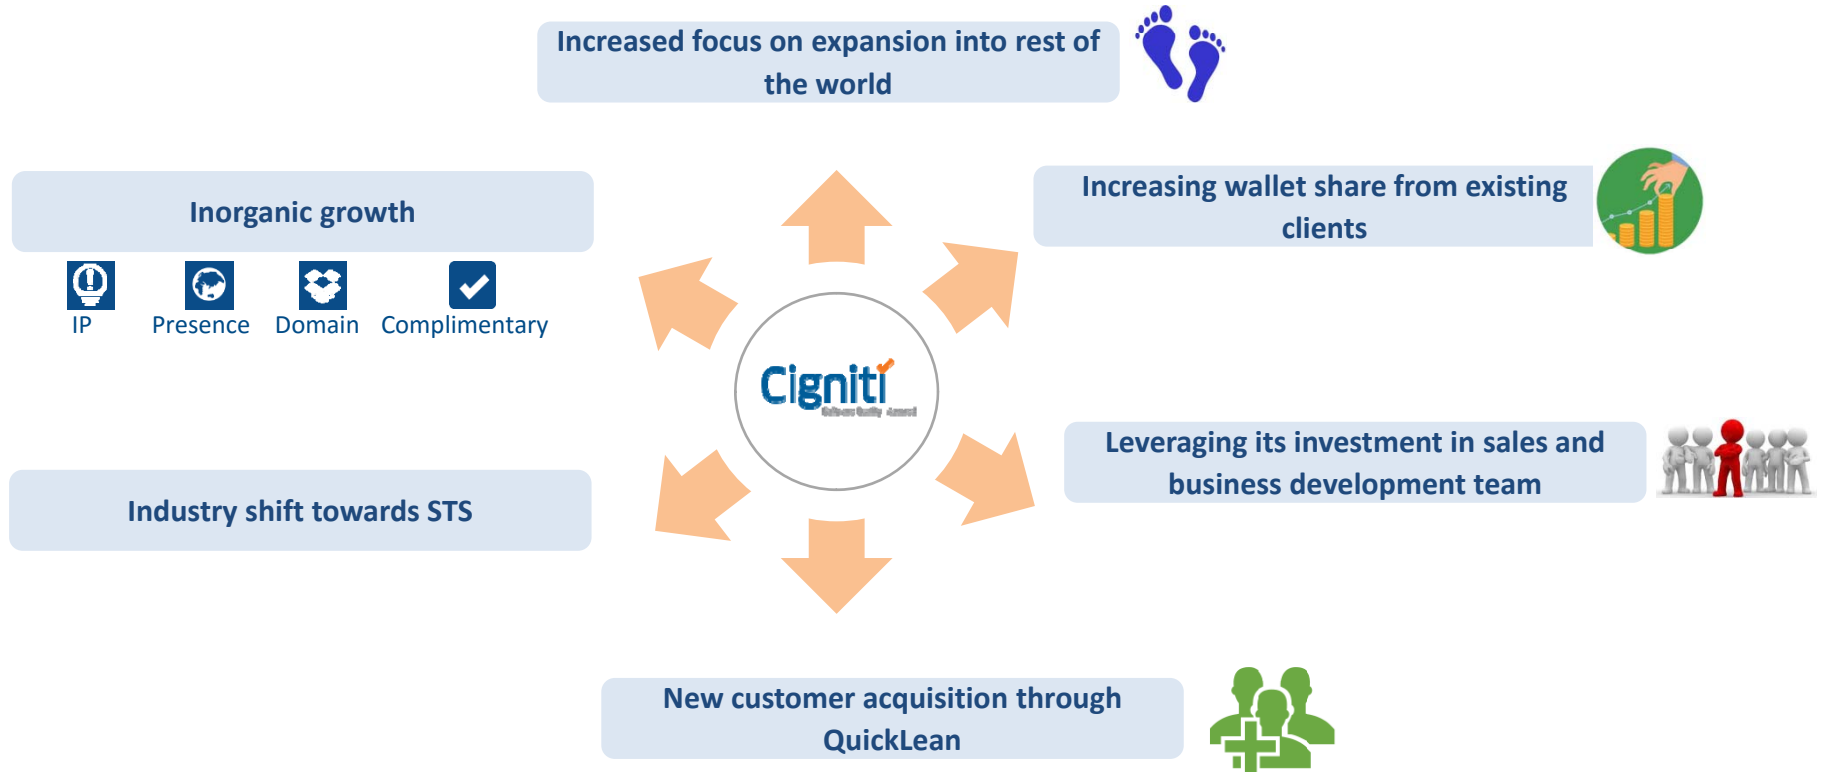 Increased focus on expansion into rest of
the world
Inorganic growth
Increasing wallet share from existing
clients
IP
Presence
Domain
Complimentary
Cigniti
Leveraging its investment in sales and
business development team
Industry shift towards STS
New customer acquisition through
QuickLean